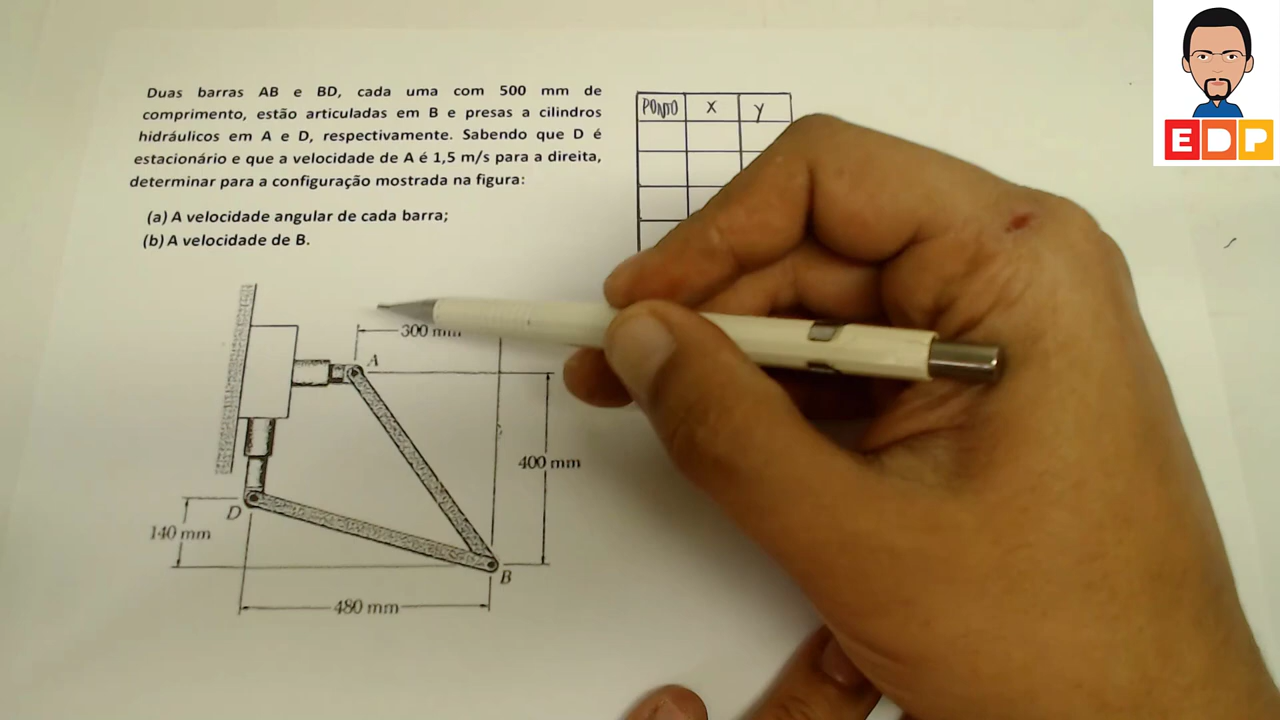 Duas barras AB e BD, cada uma com 500 mm de
comprimento, estão articuladas em B e presas a cilindros
hidráulicos em A e D, respectivamente. Sabendo que D é
estacionário e que a velocidade de A é 1,5 m/s para a direita,
determinar para a configuração mostrada na figura:
(a) A velocidade angular de cada barra;
(b) A velocidade de B.
PONTO X Y
EDP
300 mm
A
400 mm
D
140 mm
B
480 mm